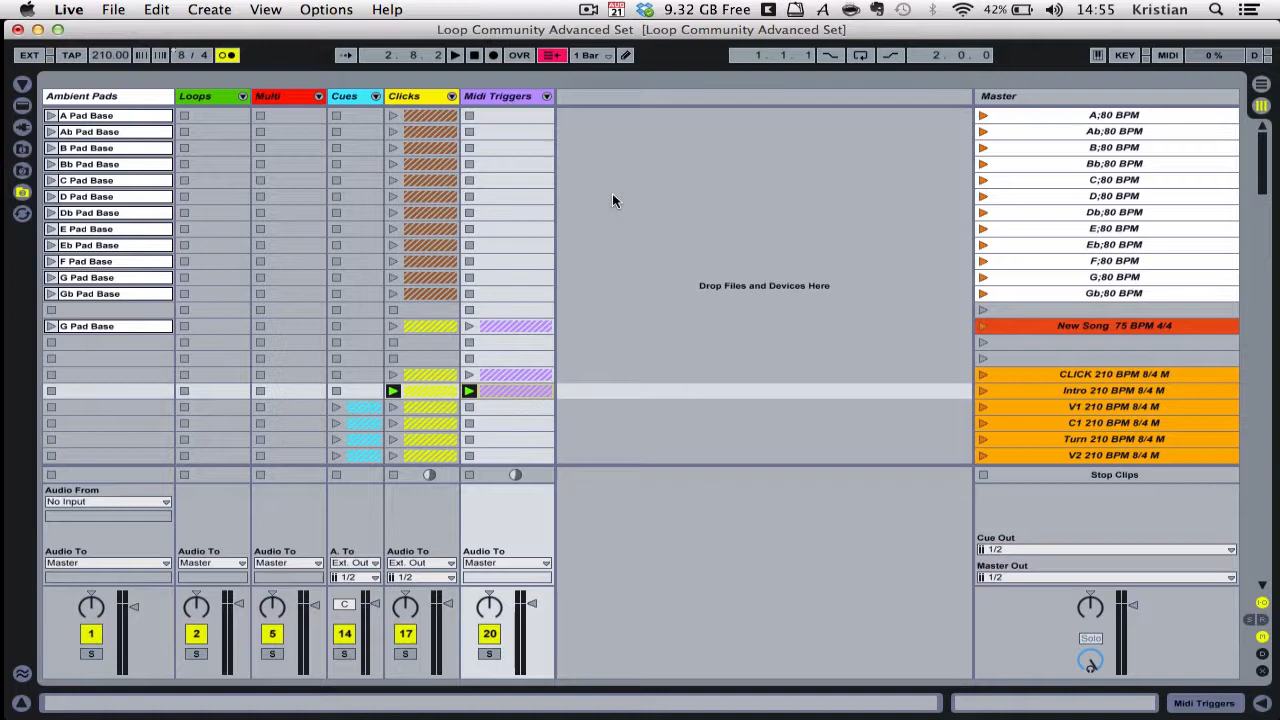 Live File Edit Create View Options Help 9.32 GB Free 42% 14:55 Kristian
Loop Community Advanced Set [Loop Community Advanced Set]
EXT TAP 210.00 8 / 4 2. 8. 2 OVR 1 Bar 1. 1. 1 2. 0. 0 KEY MIDI 0 % D
Ambient Pads Loops Multi Cues Clicks Midi Triggers Master
A Pad Base A;80 BPM
Ab Pad Base Ab;80 BPM
B Pad Base B;80 BPM
Bb Pad Base Bb;80 BPM
C Pad Base C;80 BPM
D Pad Base D;80 BPM
Db Pad Base Db;80 BPM
E Pad Base E;80 BPM
Eb Pad Base Eb;80 BPM
F Pad Base F;80 BPM
G Pad Base G;80 BPM
Drop Files and Devices Here
Gb Pad Base Gb;80 BPM
G Pad Base New Song 75 BPM 4/4
CLICK 210 BPM 8/4 M
Intro 210 BPM 8/4 M
V1 210 BPM 8/4 M
C1 210 BPM 8/4 M
Turn 210 BPM 8/4 M
V2 210 BPM 8/4 M
Stop Clips
Audio From
No Input
Cue Out
1/2
Audio To Audio To Audio To A. To Audio To Audio To
Master Master Master Ext. Out Ext. Out Master
Master Out
1/2 1/2 1/2
C
1 2 5 14 17 20 Solo
S S S S S S
Midi Triggers